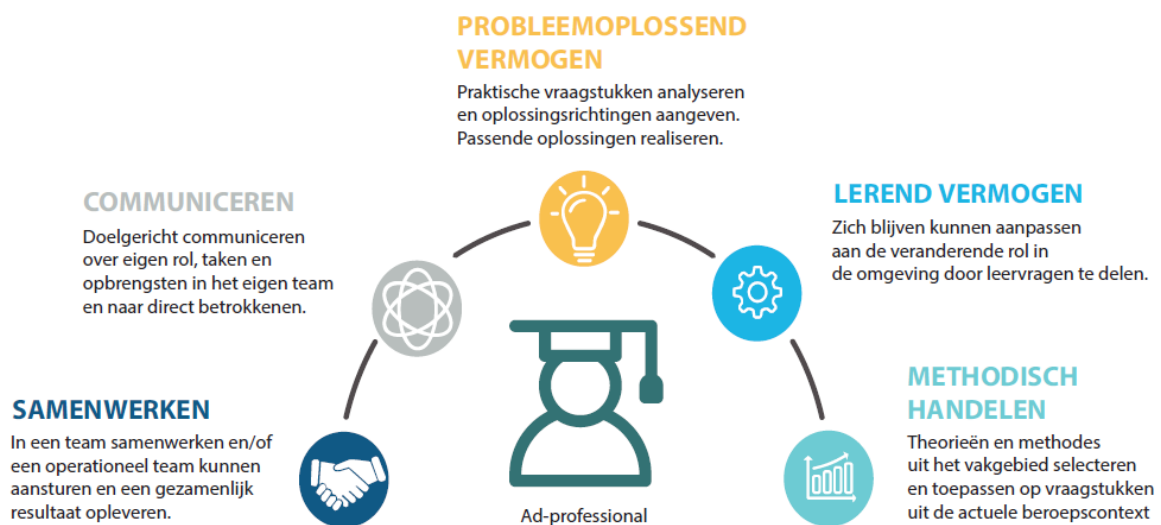 PROBLEEMOPLOSSEND
VERMOGEN
Praktische vraagstukken analyseren
en oplossingsrichtingen aangeven.
Passende oplossingen realiseren.
COMMUNICEREN
Doelgericht communiceren
over eigen rol, taken en
opbrengsten in het eigen team
en naar direct betrokkenen.
LEREND VERMOGEN
Zich blijven kunnen aanpassen
aan de veranderende rol in
de omgeving door leervragen te delen.
SAMENWERKEN
In een team samenwerken en/of
een operationeel team kunnen
aansturen en een gezamenlijk
resultaat opleveren.
METHODISCH
HANDELEN
Theorieën en methodes
uit het vakgebied selecteren
en toepassen op vraagstukken
uit de actuele beroepscontext
Ad-professional